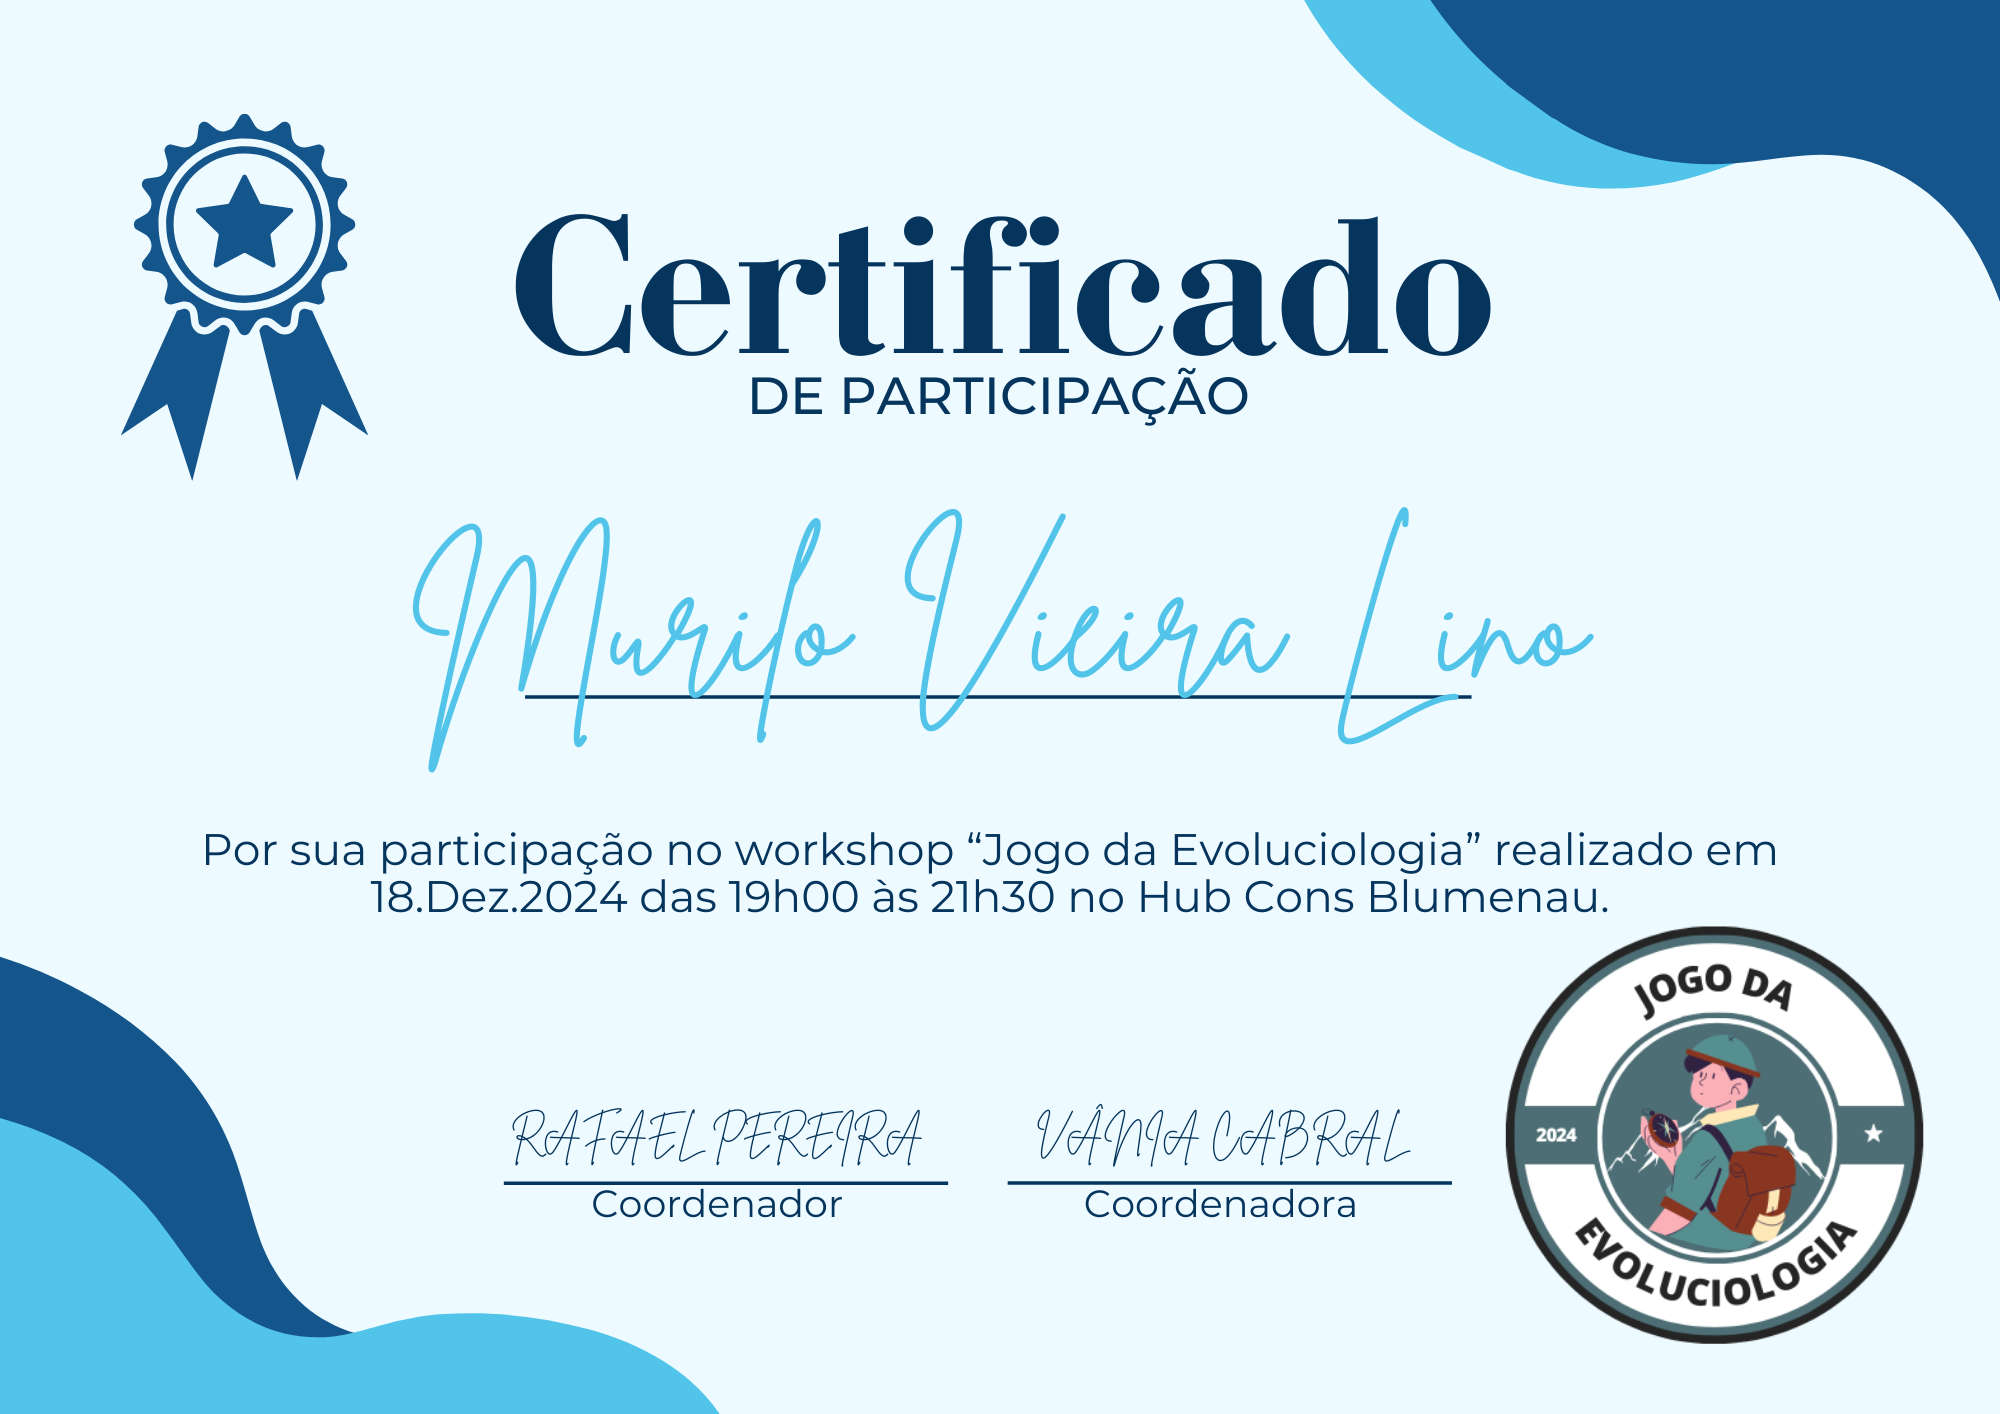 Certificado
DE PARTICIPAÇÃO
Murilo Vieira Lino
Por sua participação no workshop “Jogo da Evoluciologia” realizado em
18.Dez.2024 das 19h00 às 21h30 no Hub Cons Blumenau.
RAFAEL PEREIRA
Coordenador
VÂNIA CABRAL
Coordenadora
JOGO DA
2024
EVOLUCIOLOGIA